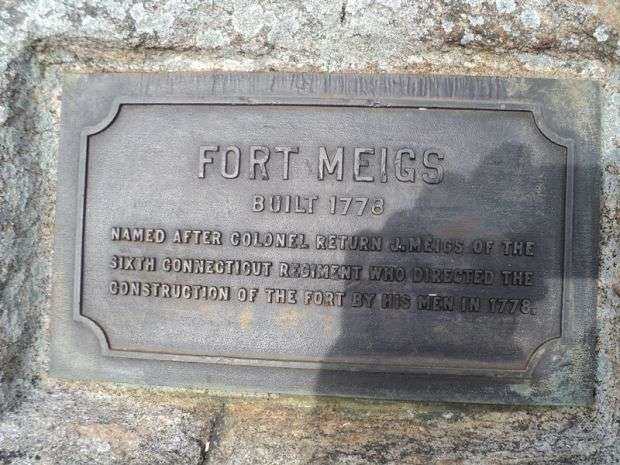 FORT MEIGS
BUILT 1778
NAMED AFTER COLONEL RETURN J. MEIGS OF THE
SIXTH CONNECTICUT REGIMENT WHO DIRECTED THE
CONSTRUCTION OF THE FORT BY HIS MEN IN 1778.